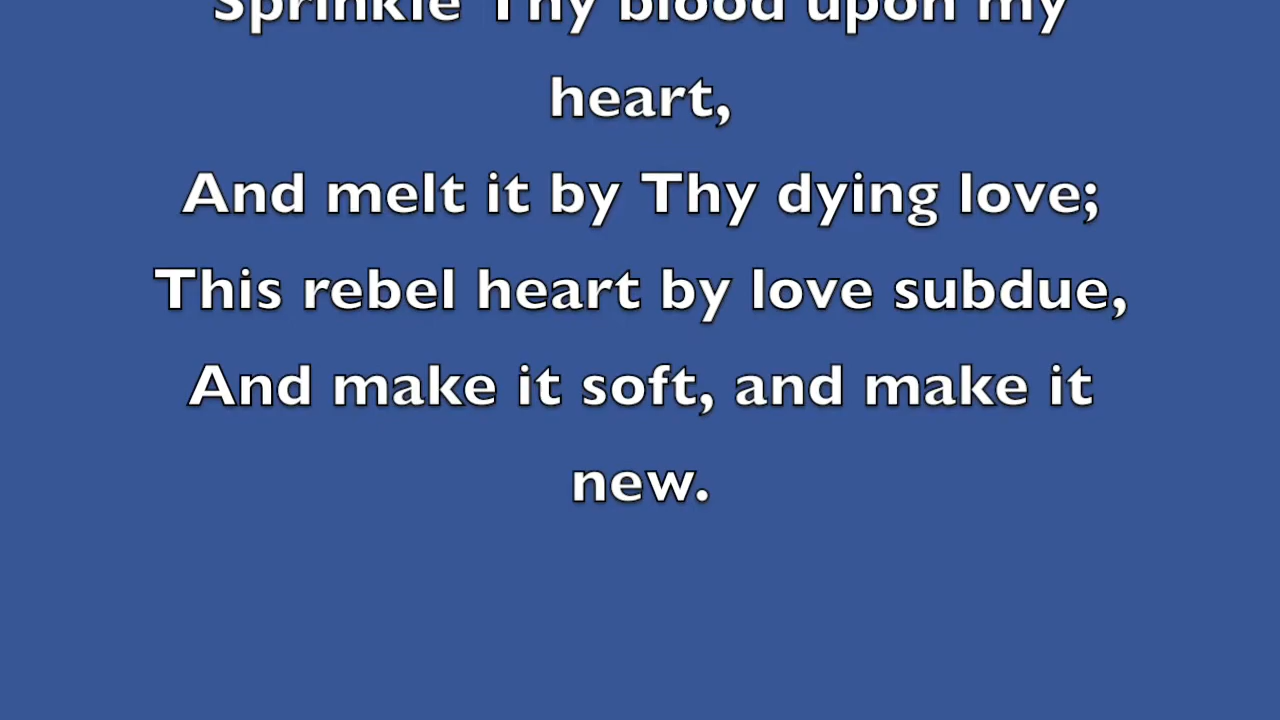 Sprinkle Thy blood upon my
heart,
And melt it by Thy dying love;
This rebel heart by love subdue,
And make it soft, and make it
new.